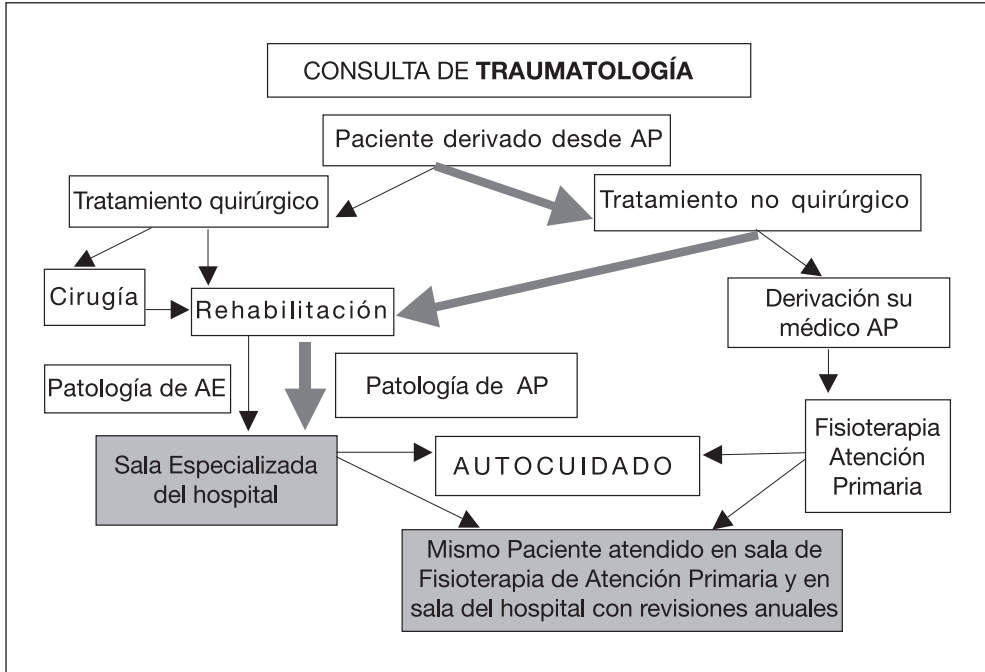 CONSULTA DE TRAUMATOLOGÍA
Paciente derivado desde AP
Tratamiento quirúrgico
Tratamiento no quirúrgico
Cirugía
Rehabilitación
Derivación su
médico AP
Patología de AE
Patología de AP
Sala Especializada
del hospital
AUTOCUIDADO
Fisioterapia
Atención
Primaria
Mismo Paciente atendido en sala de
Fisioterapia de Atención Primaria y en
sala del hospital con revisiones anuales